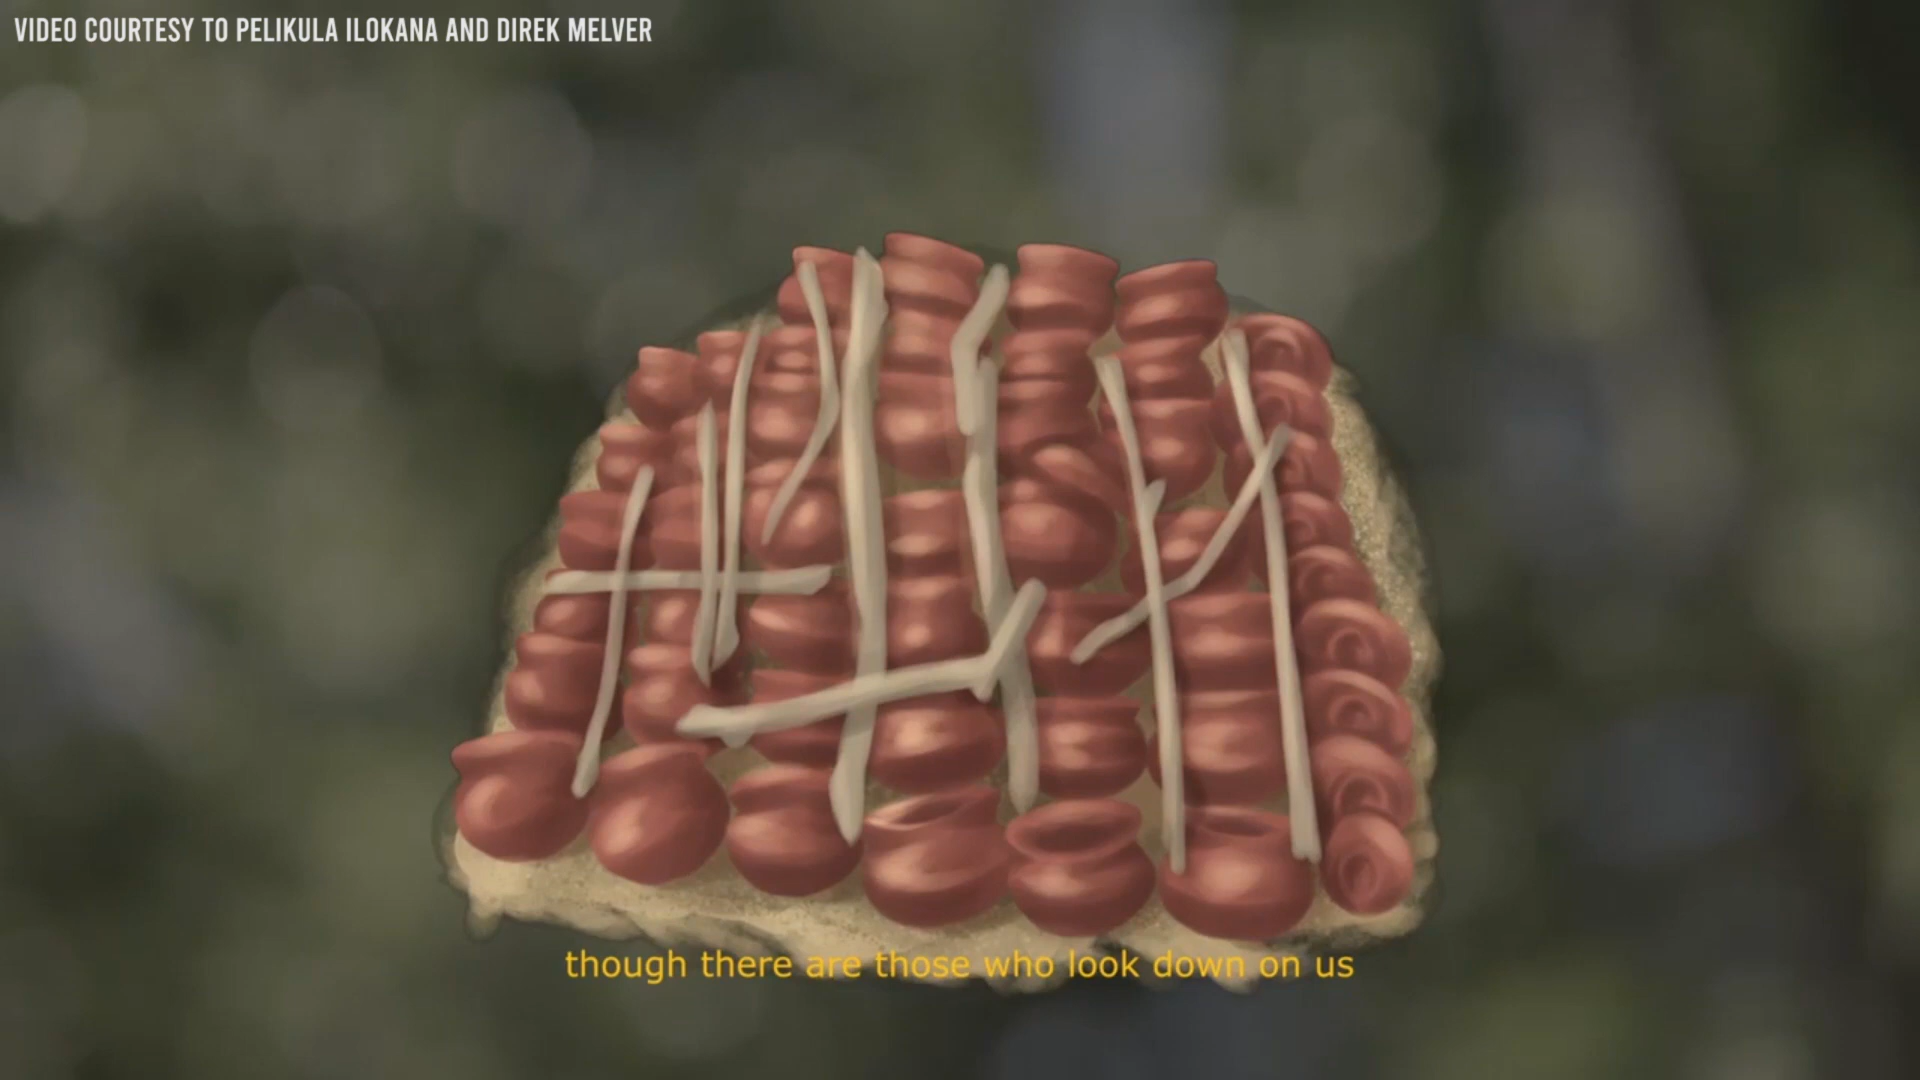 VIDEO COURTESY TO PELIKULA ILOKANA AND DIREK MELVER
though there are those who look down on us